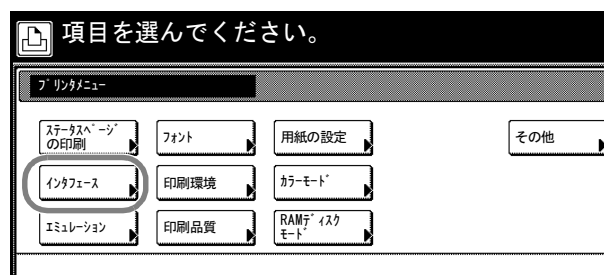 項目を選んでください。
ﾌﾟﾘﾝﾀﾒﾆｭｰ
ｽﾃｰﾀｽﾍﾟｰｼﾞ
の印刷
ﾌｫﾝﾄ
用紙の設定
その他
ｲﾝﾀﾌｪｰｽ
印刷環境
ｶﾗｰﾓｰﾄﾞ
ｴﾐｭﾚｰｼｮﾝ
印刷品質
RAMﾃﾞｨｽｸ
ﾓｰﾄﾞ